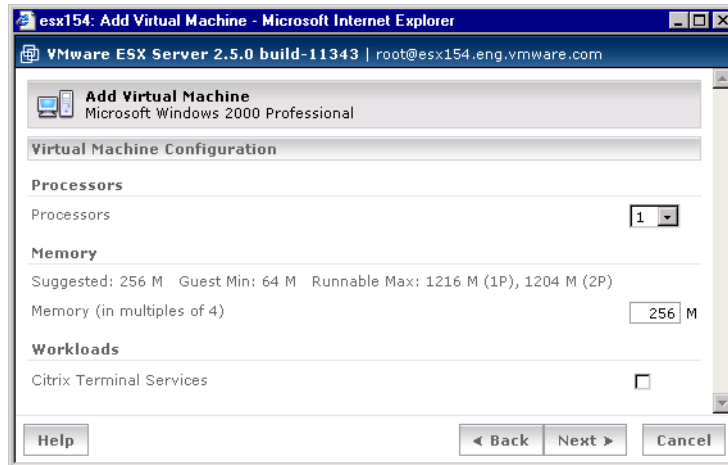 esx154: Add Virtual Machine - Microsoft Internet Explorer
VMware ESX Server 2.5.0 build-11343 | root@esx154.eng.vmware.com
Add Virtual Machine
Microsoft Windows 2000 Professional
Virtual Machine Configuration
Processors
Processors 1
Memory
Suggested: 256 M Guest Min: 64 M Runnable Max: 1216 M (1P), 1204 M (2P)
Memory (in multiples of 4) 256 M
Workloads
Citrix Terminal Services
Help Back Next Cancel